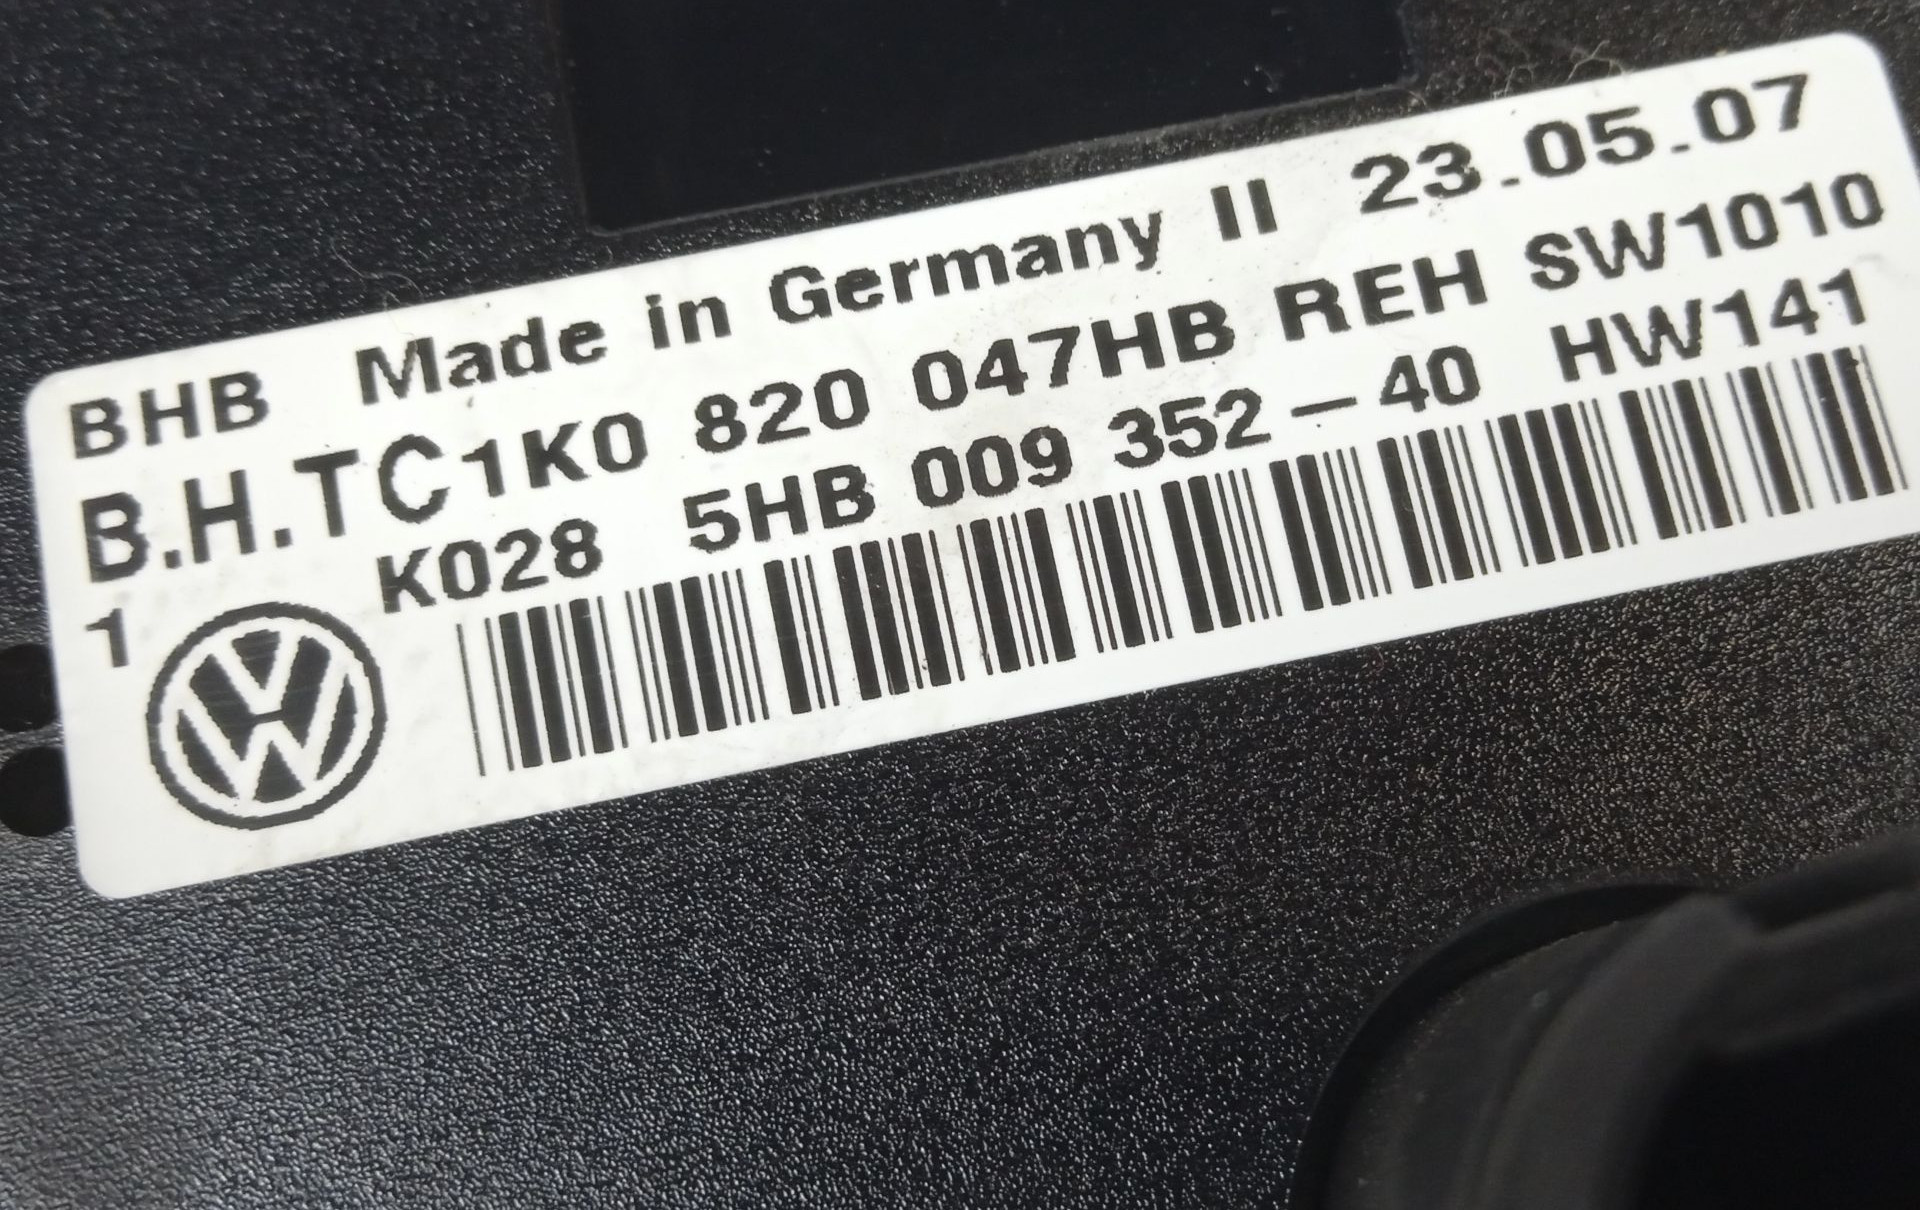 BHB Made in Germany II 23.05.07
B.H.TC1K0 820 047HB REH SW1010
1 K028 5HB 009 352-40 HW141